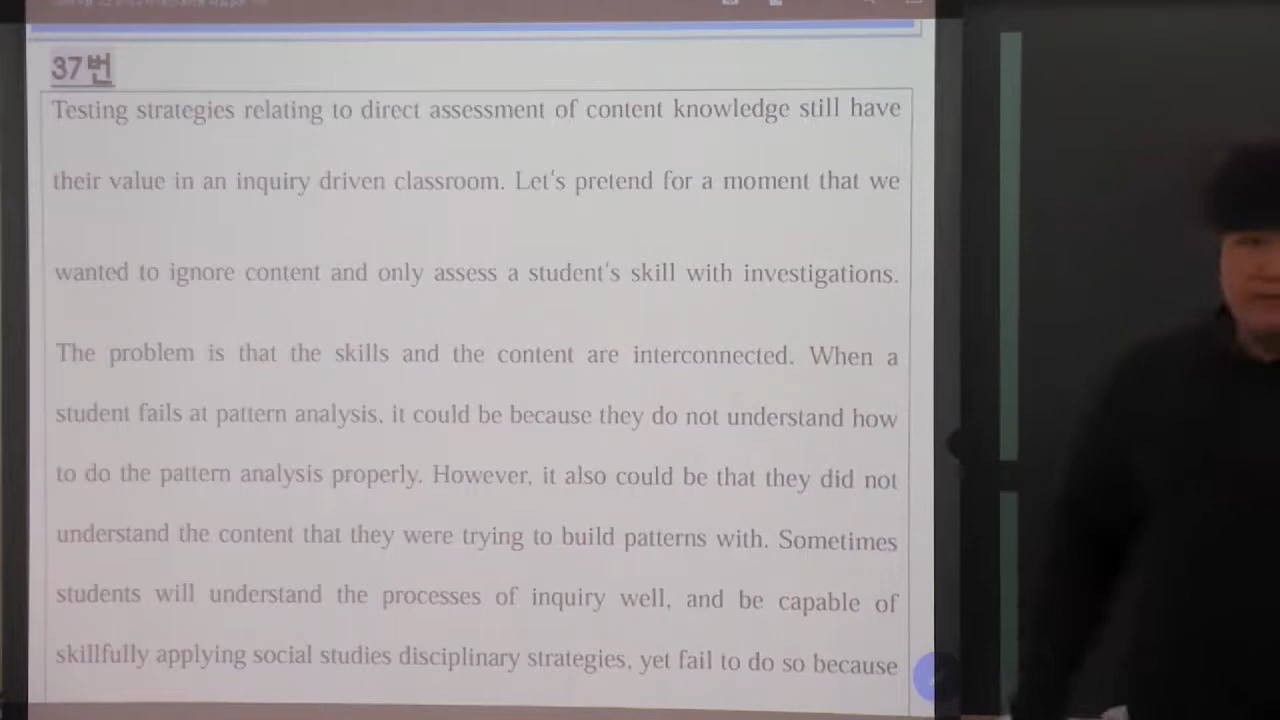 37번
Testing strategies relating to direct assessment of content knowledge still have
their value in an inquiry driven classroom. Let's pretend for a moment that we
wanted to ignore content and only assess a student's skill with investigations.
The problem is that the skills and the content are interconnected. When a
student fails at pattern analysis, it could be because they do not understand how
to do the pattern analysis properly. However, it also could be that they did not
understand the content that they were trying to build patterns with. Sometimes
students will understand the processes of inquiry well, and be capable of
skillfully applying social studies disciplinary strategies, yet fail to do so because